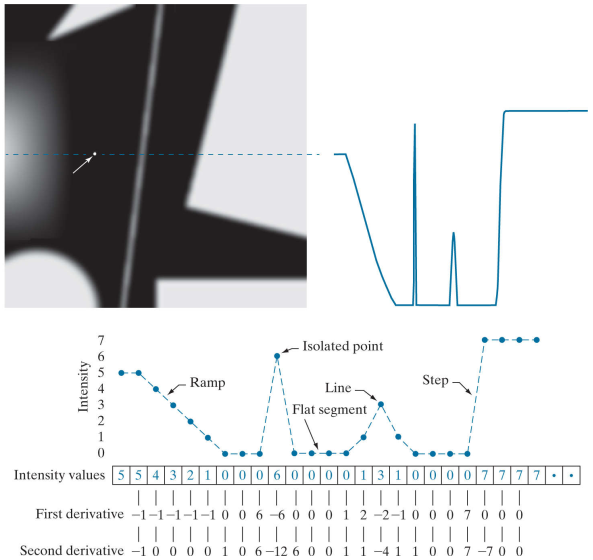 7
6
Isolated point
5
Ramp
4
Line
Step
3
Flat segment
2
1
0
Intensity
Intensity values 5 5 4 3 2 1 0 0 0 6 0 0 0 0 1 3 1 0 0 0 0 7 7 7 7 • •
First derivative −1 −1 −1 −1 −1 0 0 6 −6 0 0 0 1 2 −2 −1 0 0 0 7 0 0 0
Second derivative −1 0 0 0 0 1 0 6 −12 6 0 0 1 1 −4 1 1 0 0 7 −7 0 0